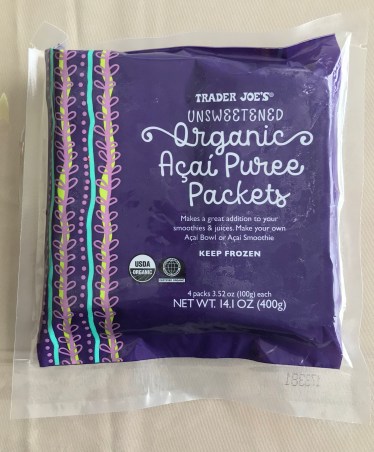 TRADER JOE'S®
UNSWEETENED
Organic
Açaí Puree
Packets
Makes a great addition to your
smoothies & juices. Make your own
Açaí Bowl or Açaí Smoothie
KEEP FROZEN
USDA
ORGANIC
4 packs 3.52 oz (100g) each
NET WT. 14.1 OZ (400g)